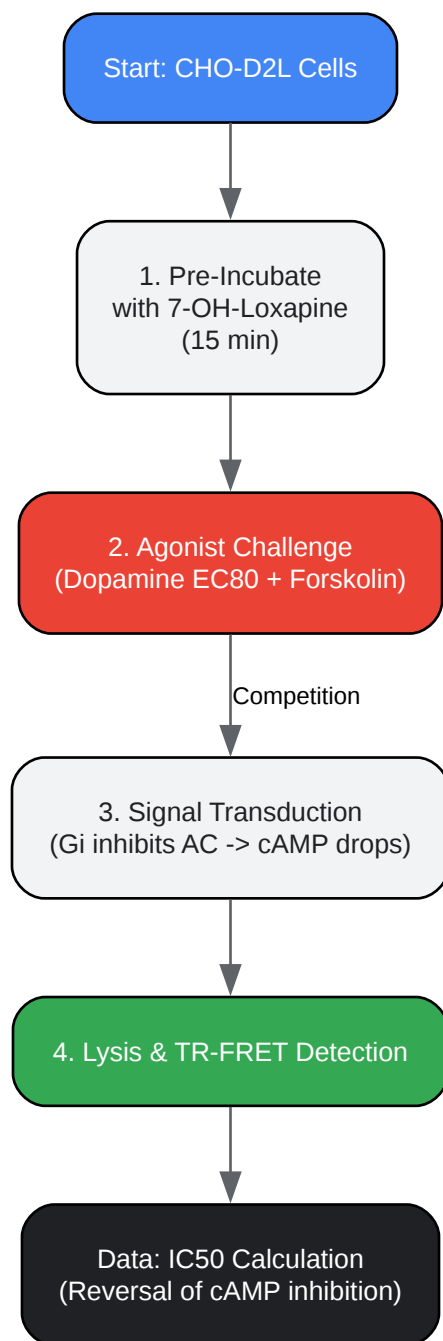 Start: CHO-D2L Cells
1. Pre-Incubate
with 7-OH-Loxapine
(15 min)
2. Agonist Challenge
(Dopamine EC80 + Forskolin)
Competition
3. Signal Transduction
(Gi inhibits AC -> cAMP drops)
4. Lysis & TR-FRET Detection
Data: IC50 Calculation
(Reversal of cAMP inhibition)